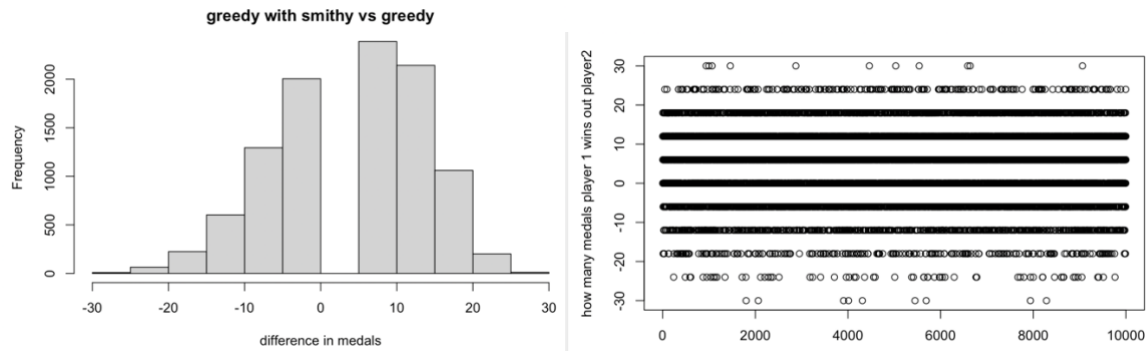 greedy with smithy vs greedy
Frequency
2000
1500
1000
500
0
-30 -20 -10 0 10 20 30
difference in medals
how many medals player 1 wins out player2
30
20
10
0
-10
-20
-30
0 2000 4000 6000 8000 10000